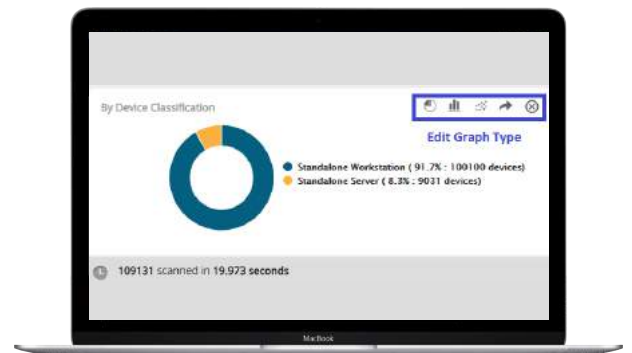 By Device Classification
Edit Graph Type
Standalone Workstation ( 91.7% : 100100 devices)
Standalone Server ( 8.3% : 9031 devices)
109131 scanned in 19.973 seconds
MacBook